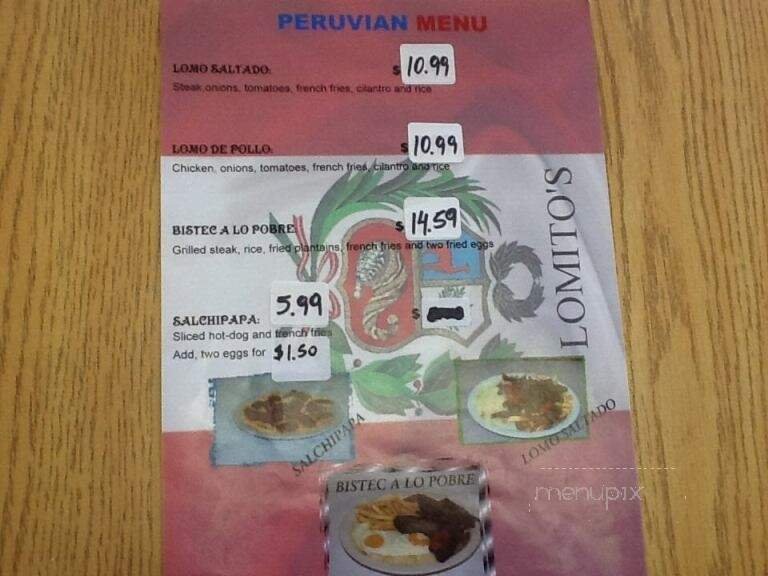 PERUVIAN MENU
LOMO SALTADO: $ 10.99
Steak,onions, tomatoes, french fries, cilantro and rice
LOMO DE POLLO: $ 10.99
Chicken, onions, tomatoes, french fries, cilantro and rice
BISTEC A LO POBRE: $ 14.59
Grilled steak, rice, fried plantains, french fries and two fried eggs
SALCHIPAPA: 5.99 $
Sliced hot-dog and french fries
Add, two eggs for $1.50
LOMITO'S
SALCHIPAPA
LOMO SALTADO
BISTEC A LO POBRE
menupix